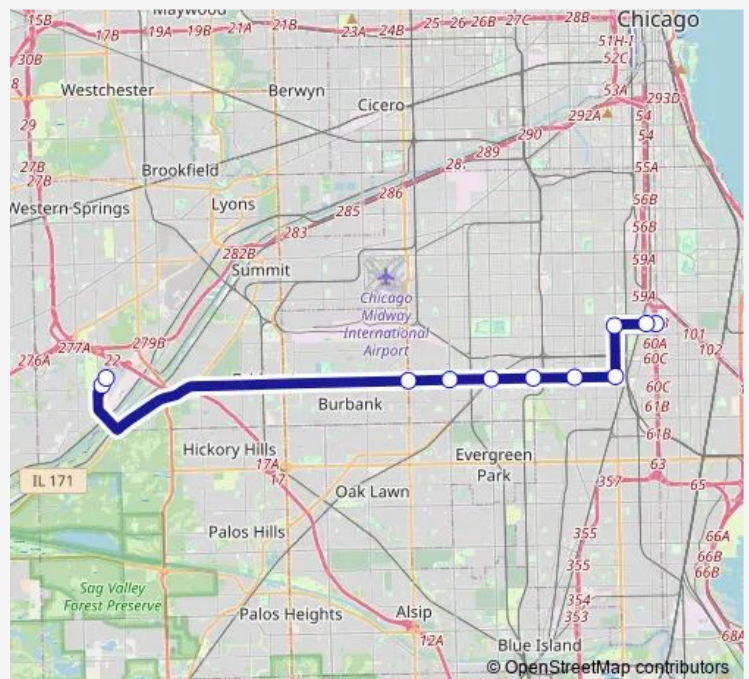 15B
Maywood
17B
19A
19B
21A
21B
23A
24B
25
26
26B
27C
28B
Chicago
30B
51H-I
52C
Westchester
Berwyn
8
53A
293D
Cicero
292A
54
54
29
290
289
27B
27B
Brookfield
286
55A
Western Springs
Lyons
285
56B
283
56B
282B
Summit
59A
Chicago
Midway
International
Airport
59A
279B
277A
276A
22
101
60A
60C
102
60C
Burbank
61B
61B
Hickory Hills
Evergreen
Park
17A
17
63
IL 171
357
65
Oak Lawn
Palos Hills
355
66A
66B
66B
355
Sag Valley
Forest Preserve
354
353
Palos Heights
Alsip
12A
68A
Blue Island
© OpenStreetMap contributors